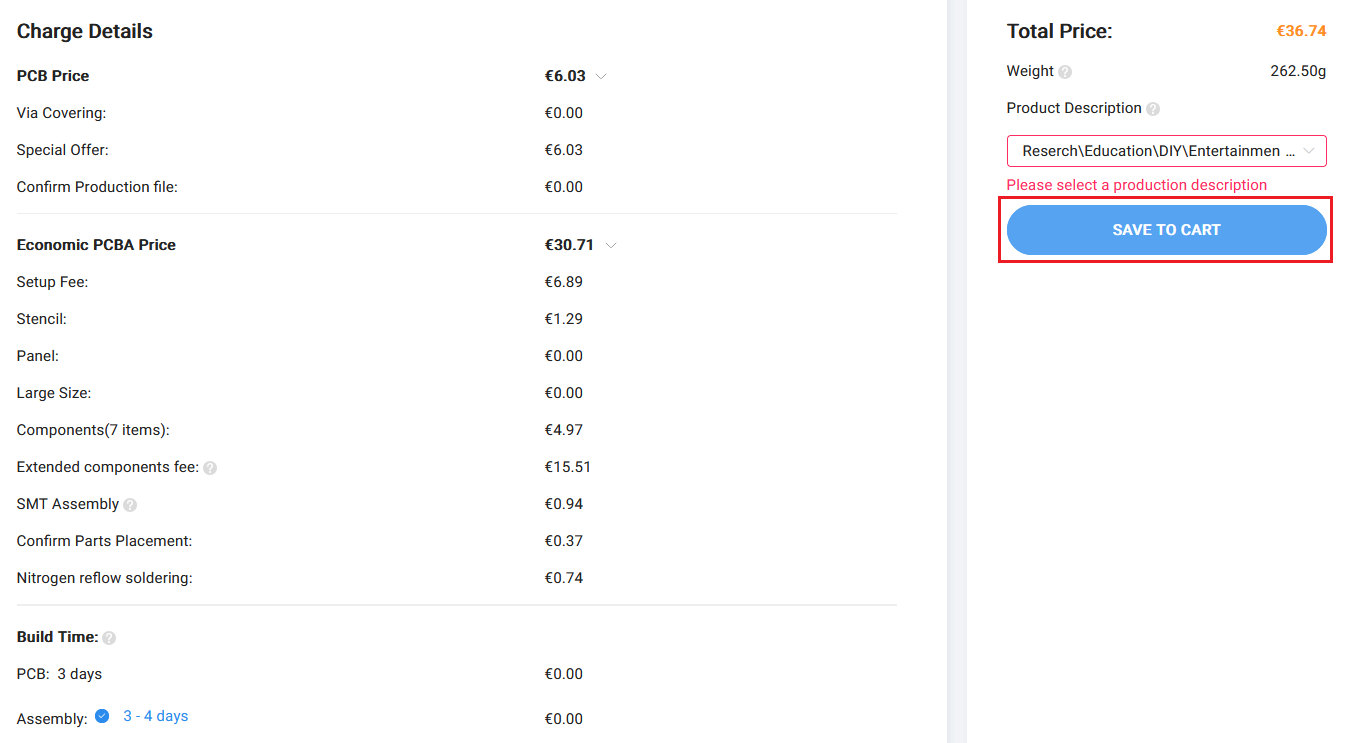 Charge Details
PCB Price €6.03
Via Covering: €0.00
Special Offer: €6.03
Confirm Production file: €0.00
Economic PCBA Price €30.71
Setup Fee: €6.89
Stencil: €1.29
Panel: €0.00
Large Size: €0.00
Components(7 items): €4.97
Extended components fee: ? €15.51
SMT Assembly ? €0.94
Confirm Parts Placement: €0.37
Nitrogen reflow soldering: €0.74
Build Time: ?
PCB: 3 days €0.00
Assembly: 3 - 4 days €0.00
Total Price: €36.74
Weight ? 262.50g
Product Description ?
Reserch\Education\DIY\Entertainmen ...
Please select a production description
SAVE TO CART